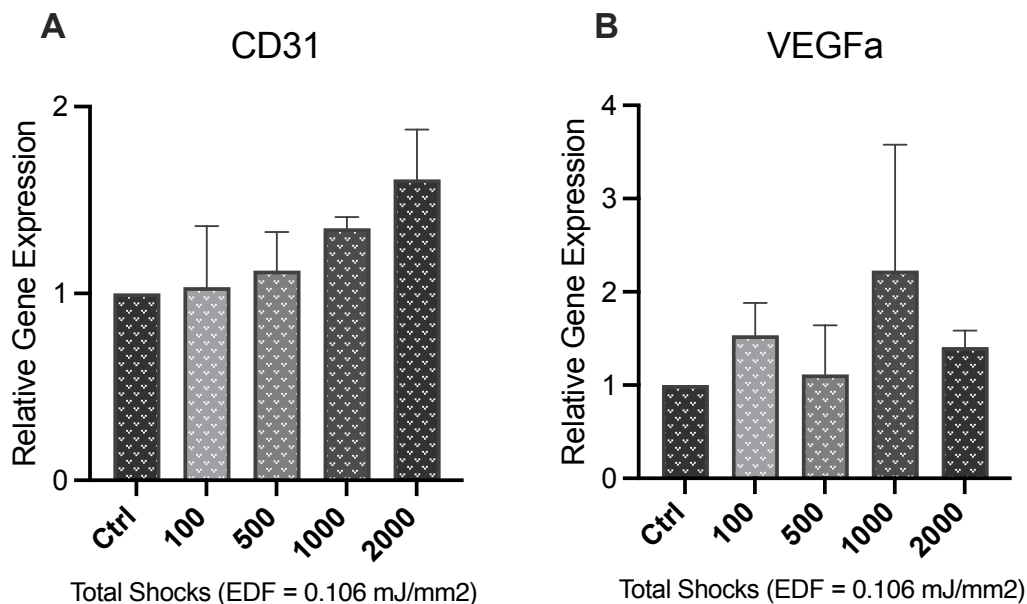 A
CD31
Relative Gene Expression
2
1
0
Ctrl
100
500
1000
2000
Total Shocks (EDF = 0.106 mJ/mm2)
B
VEGFa
Relative Gene Expression
4
3
2
1
0
Ctrl
100
500
1000
2000
Total Shocks (EDF = 0.106 mJ/mm2)